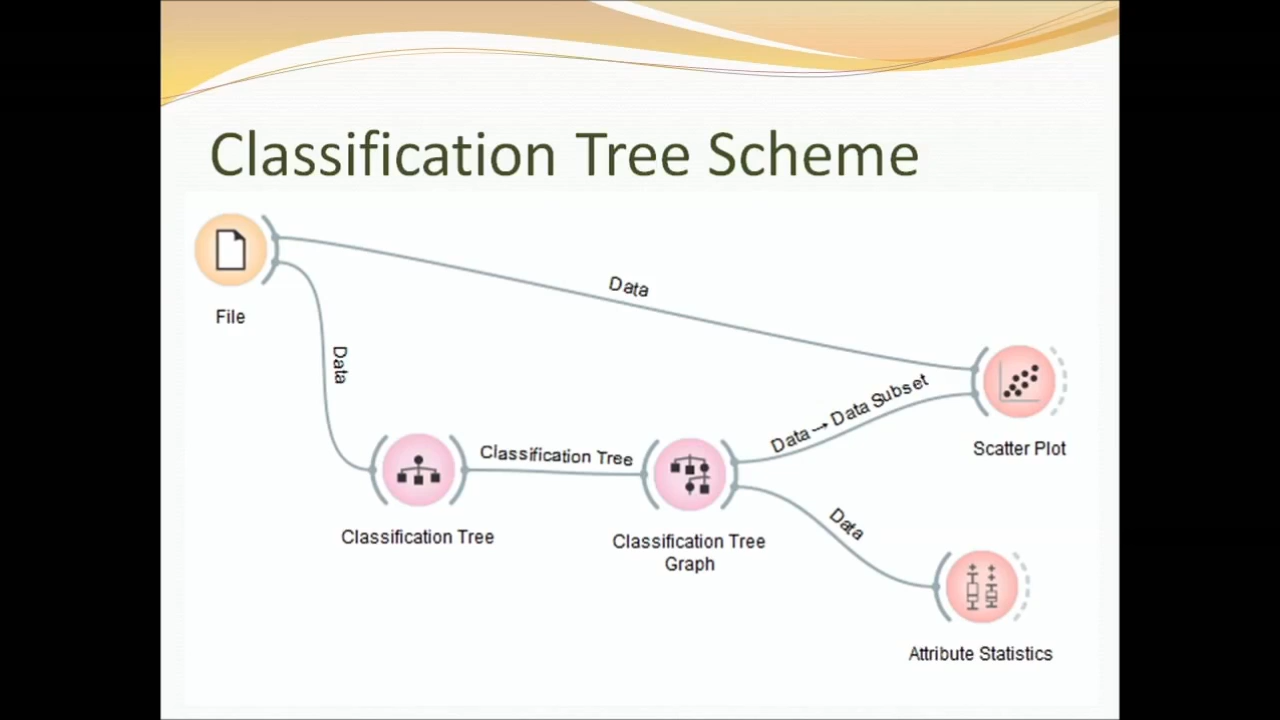 Classification Tree Scheme
File
Data
Data
Data → Data Subset
Scatter Plot
Classification Tree
Classification Tree
Classification Tree
Graph
Data
Attribute Statistics